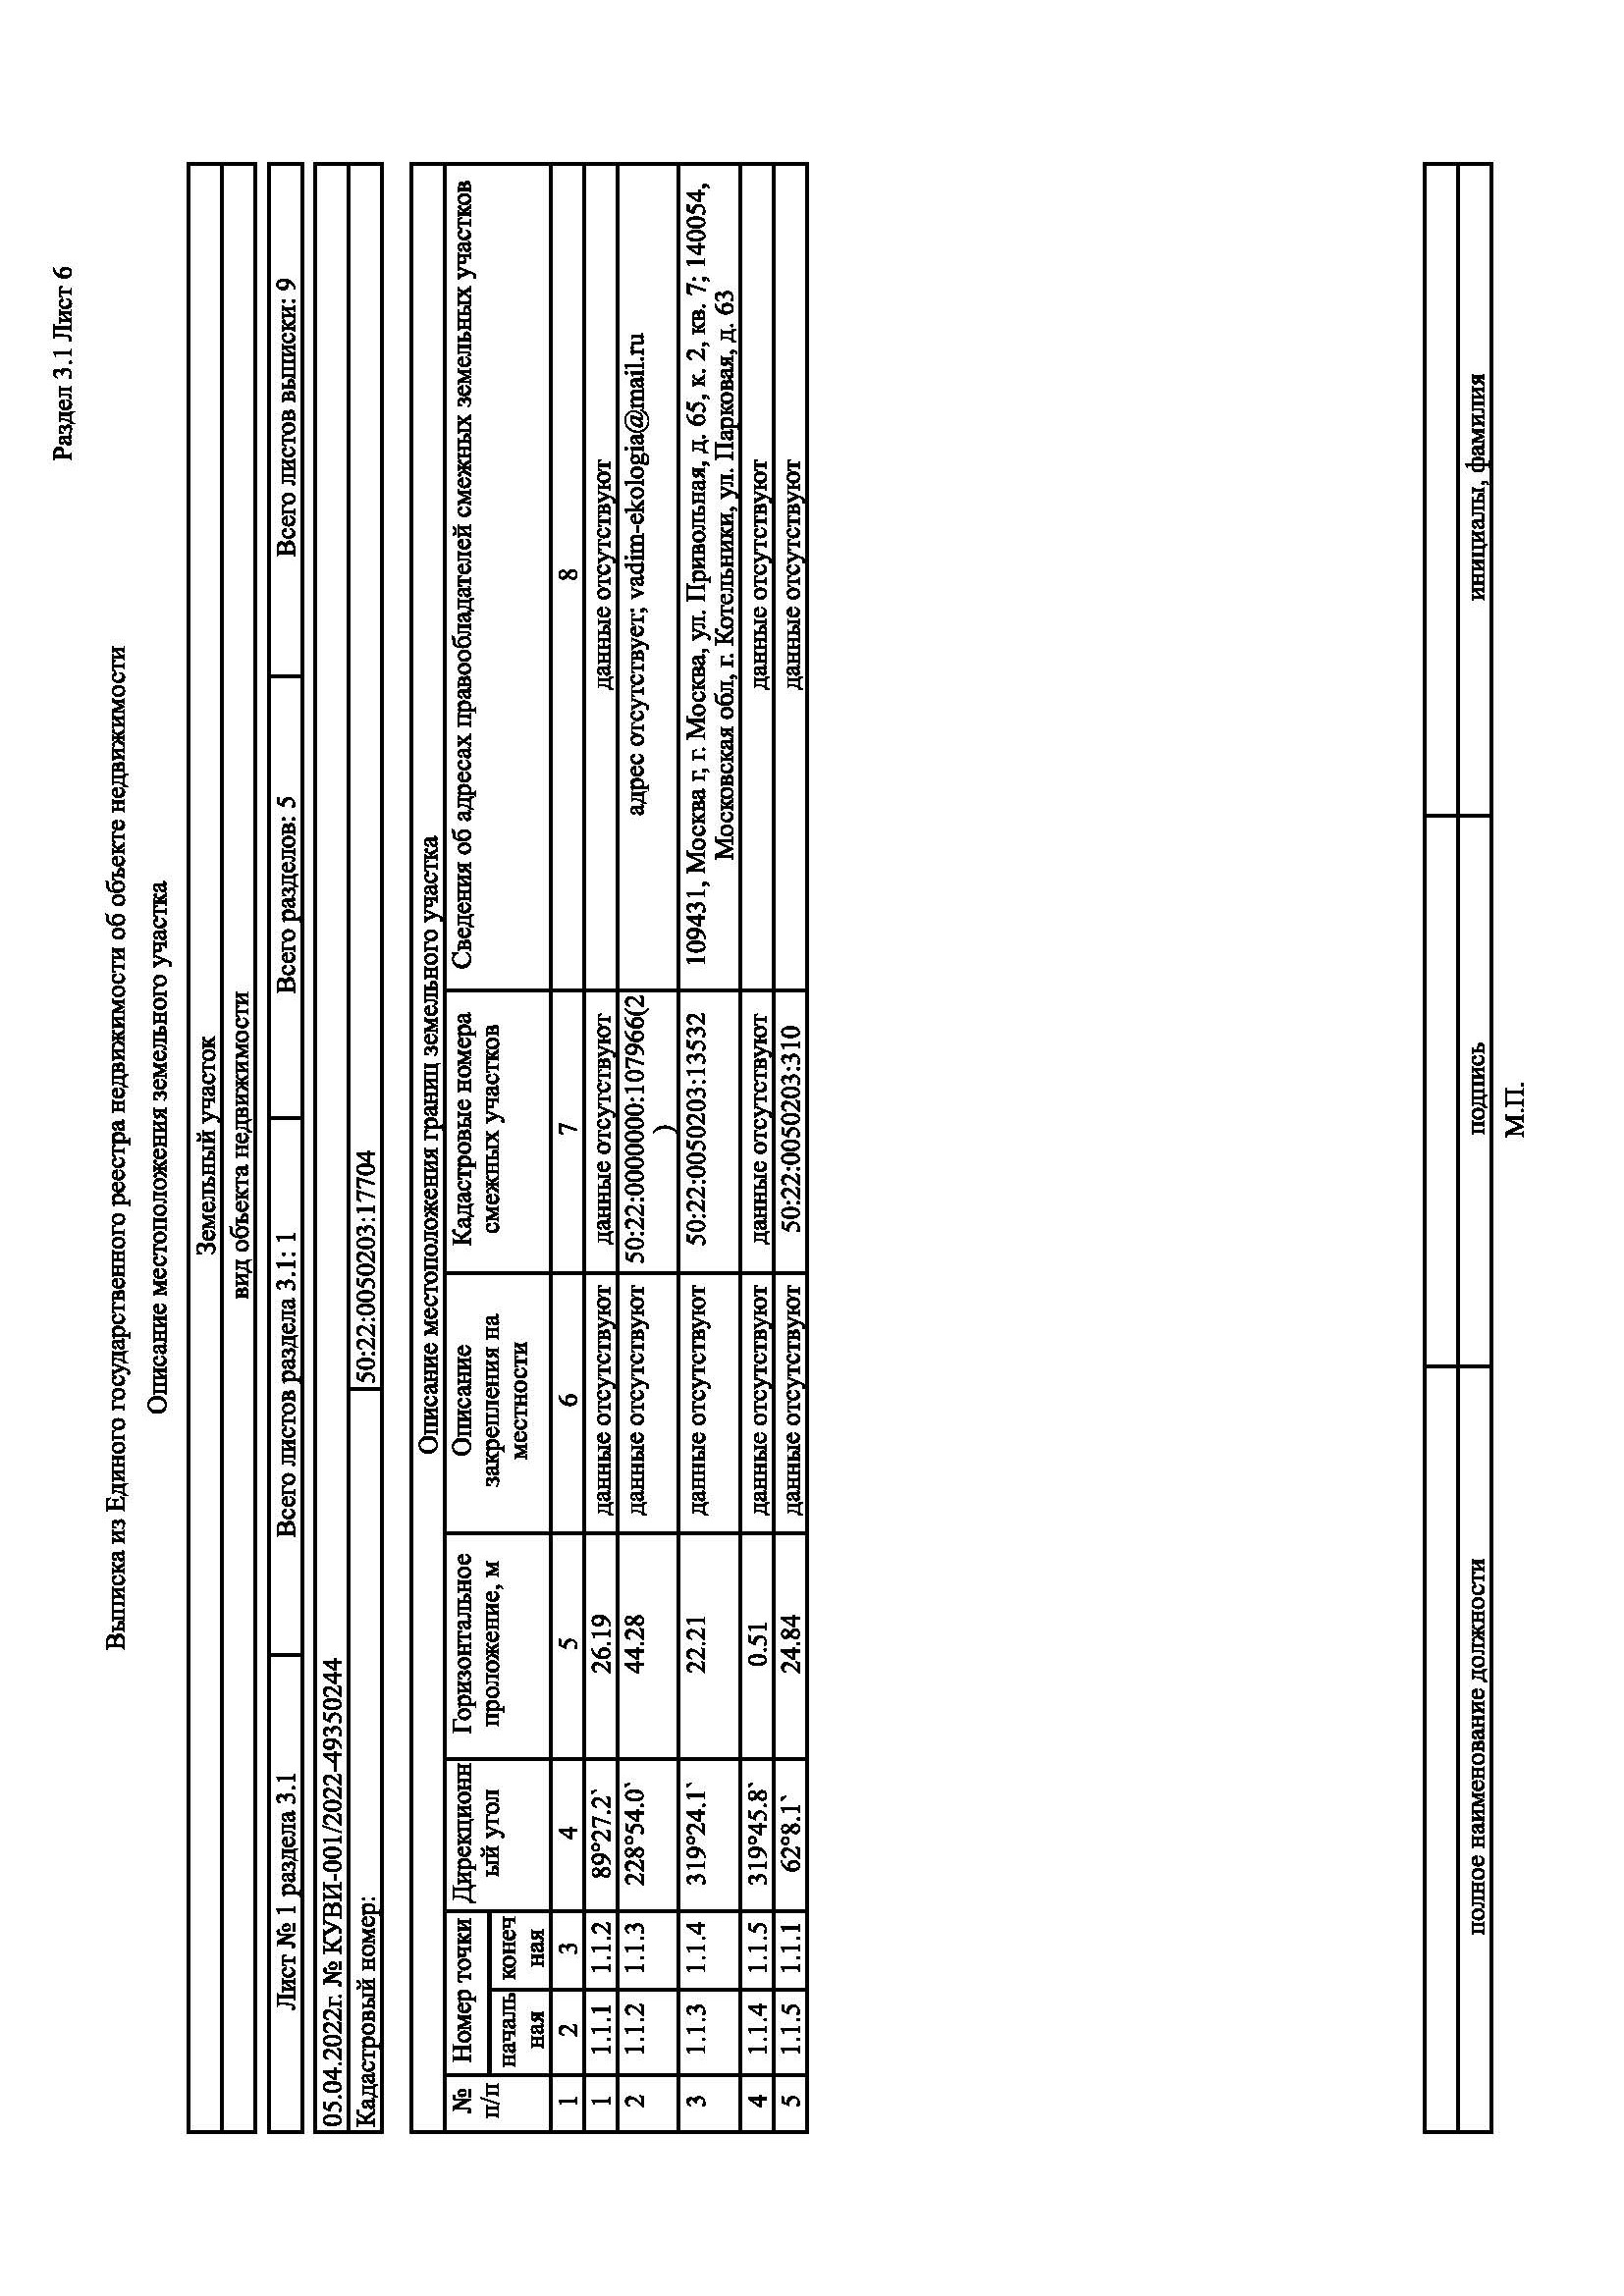 Раздел 3.1 Лист 6
Выписка из Единого государственного реестра недвижимости об объекте недвижимости
Описание местоположения земельного участка
Земельный участок
вид объекта недвижимости
Лист № 1 раздела 3.1 Всего листов раздела 3.1: 1 Всего разделов: 5 Всего листов выписки: 9
05.04.2022г. № КУВИ-001/2022-49350244
Кадастровый номер: 50:22:0050203:17704
Описание местоположения границ земельного участка
№ п/п Номер точки Дирекционн Горизонтальное Описание Кадастровые номера Сведения об адресах правообладателей смежных земельных участков
началь конеч ый угол проложение, м закрепления на смежных участков
ная ная местности
1 2 3 4 5 6 7 8
1 1.1.1 1.1.2 89°27.2` 26.19 данные отсутствуют данные отсутствуют данные отсутствуют
2 1.1.2 1.1.3 228°54.0` 44.28 данные отсутствуют 50:22:0000000:107966(2 адрес отсутствует; vadim-ekologia@mail.ru
)
3 1.1.3 1.1.4 319°24.1` 22.21 данные отсутствуют 50:22:0050203:13532 109431, Москва г, г. Москва, ул. Привольная, д. 65, к. 2, кв. 7; 140054,
Московская обл, г. Котельники, ул. Парковая, д. 63
4 1.1.4 1.1.5 319°45.8` 0.51 данные отсутствуют данные отсутствуют данные отсутствуют
5 1.1.5 1.1.1 62°8.1` 24.84 данные отсутствуют 50:22:0050203:310 данные отсутствуют
полное наименование должности подпись инициалы, фамилия
М.П.